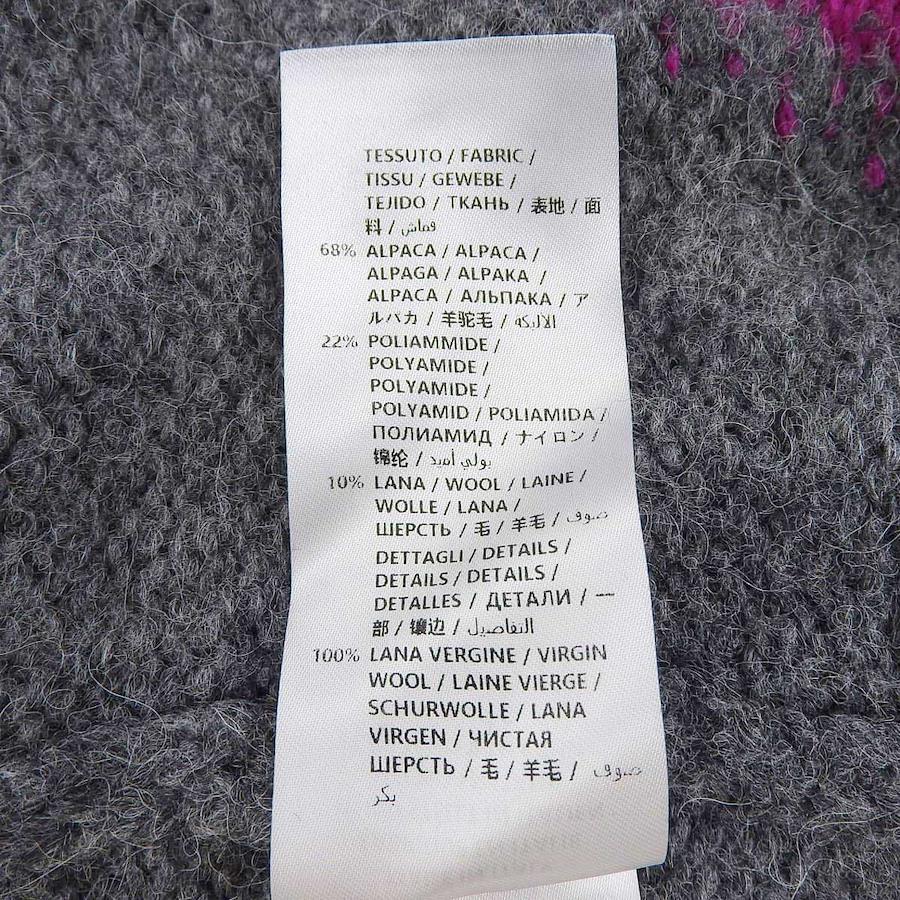 TESSUTO / FABRIC /
TISSU / GEWEBE /
TEJIDO / ТКАНЬ / 表地 / 面
料 / قماش
68% ALPACA / ALPACA /
ALPAGA / ALPAKA /
ALPACA / АЛЬПАКА / ア
ルパカ / 羊驼毛 /
22% POLIAMMIDE /
POLYAMIDE /
POLYAMIDE /
POLYAMID / POLIAMIDA /
ПОЛИАМИД / ナイロン /
锦纶 / بولي أميد
10% LANA / WOOL / LAINE /
WOLLE / LANA /
ШЕРСТЬ / 毛 / 羊毛 / صوف
DETTAGLI / DETAILS /
DETAILS / DETAILS /
DETALLES / ДЕТАЛИ / 一
部 / 镶边 / التفاصيل
100% LANA VERGINE / VIRGIN
WOOL / LAINE VIERGE /
SCHURWOLLE / LANA
VIRGEN / ЧИСТАЯ
ШЕРСТЬ / 毛 / 羊毛 / صوف
بكر